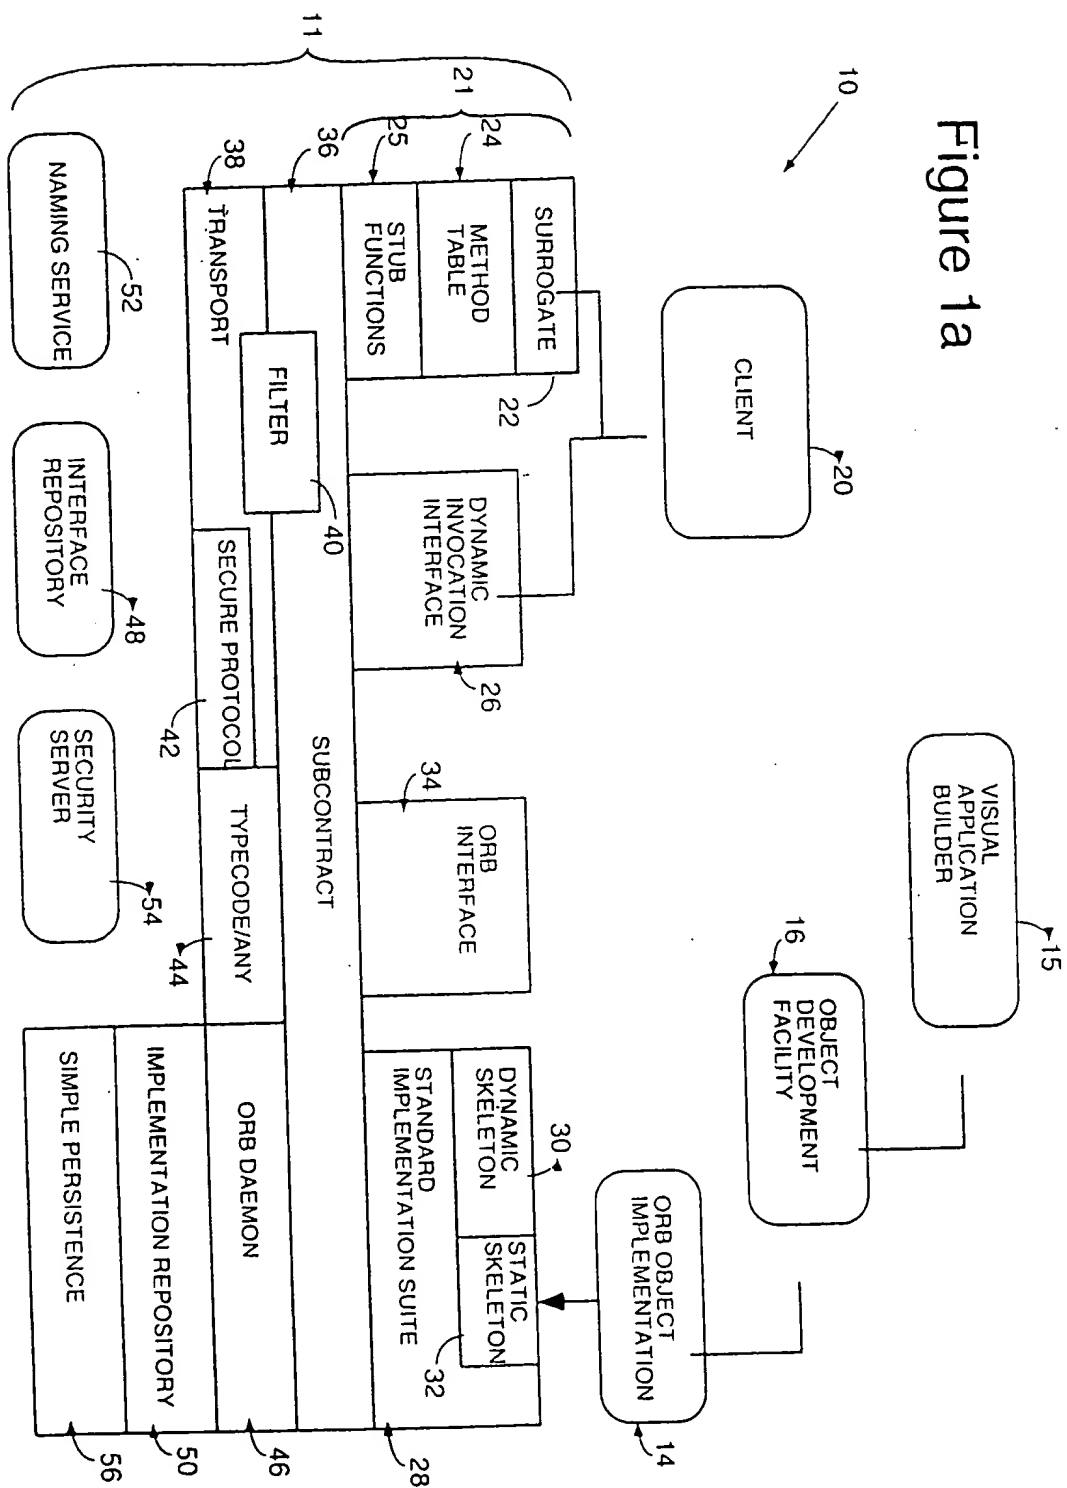 Figure 1a
10
CLIENT
20
VISUAL
APPLICATION
BUILDER
15
16
OBJECT
DEVELOPMENT
FACILITY
ORB OBJECT
IMPLEMENTATION
14
11
21
22
24
25
36
38
SURROGATE
METHOD
TABLE
STUB
FUNCTIONS
DYNAMIC
INVOCATION
INTERFACE
26
34
ORB
INTERFACE
30
DYNAMIC
SKELETON
STATIC
SKELETON
32
STANDARD
IMPLEMENTATION SUITE
28
SUBCONTRACT
FILTER
40
TRANSPORT
SECURE PROTOCOL
42
TYPECODE/ANY
44
ORB DAEMON
46
IMPLEMENTATION REPOSITORY
50
SIMPLE PERSISTENCE
56
NAMING SERVICE
52
INTERFACE
REPOSITORY
48
SECURITY
SERVER
54